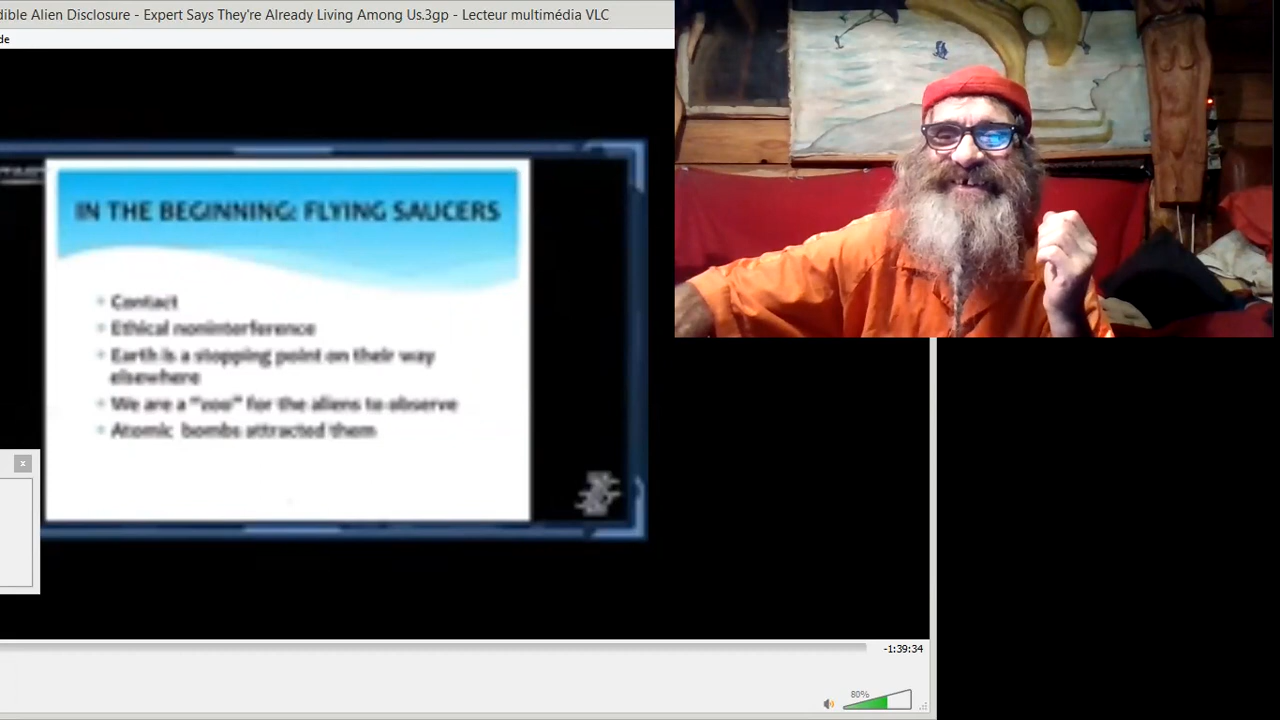 dible Alien Disclosure - Expert Says They're Already Living Among Us.3gp - Lecteur multimédia VLC
de
IN THE BEGINNING: FLYING SAUCERS
Contact
Ethical noninterference
Earth is a stopping point on their way
elsewhere
We are a "zoo" for the aliens to observe
Atomic bombs attracted them
-1:39:34
80%